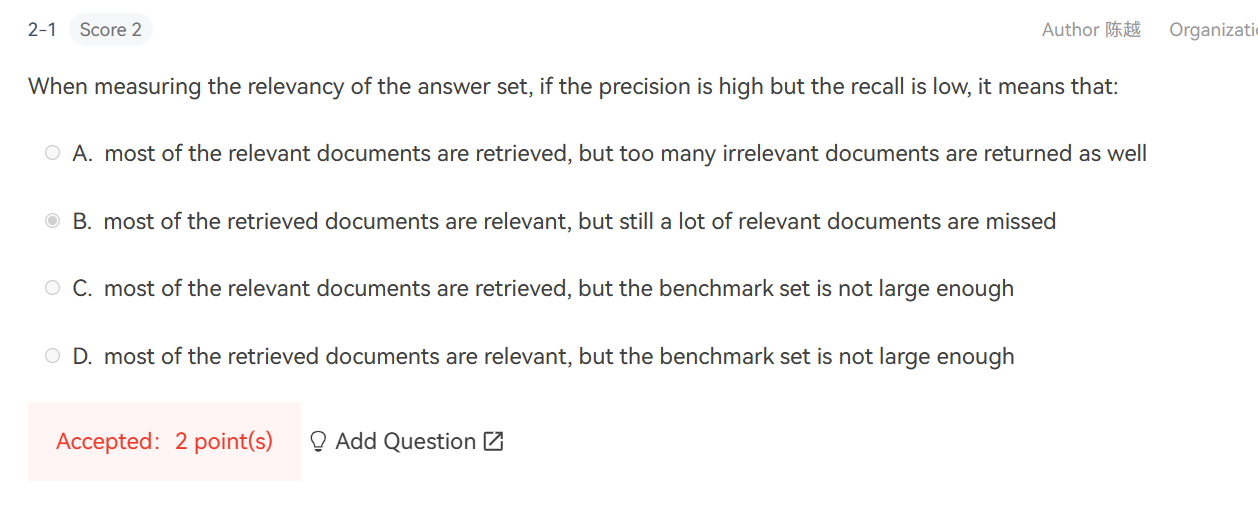 2-1 Score 2 Author 陈越 Organizati
When measuring the relevancy of the answer set, if the precision is high but the recall is low, it means that:
A. most of the relevant documents are retrieved, but too many irrelevant documents are returned as well
B. most of the retrieved documents are relevant, but still a lot of relevant documents are missed
C. most of the relevant documents are retrieved, but the benchmark set is not large enough
D. most of the retrieved documents are relevant, but the benchmark set is not large enough
Accepted: 2 point(s) Add Question